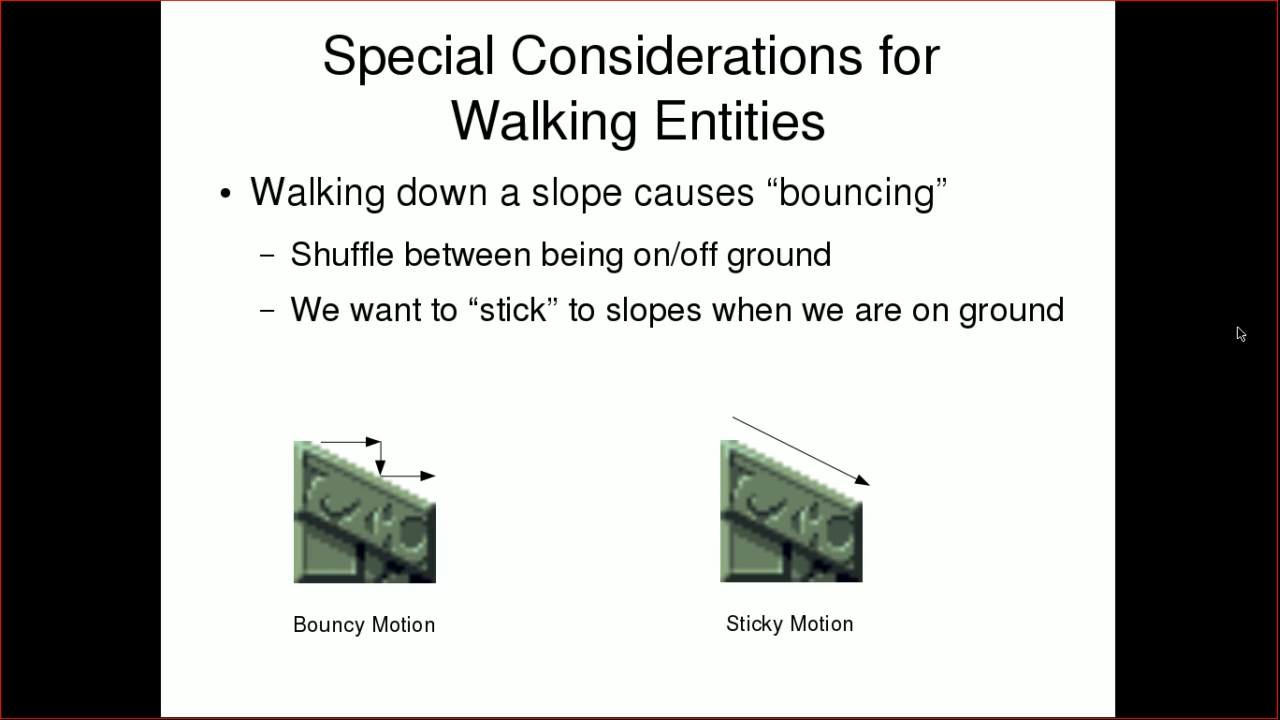 Special Considerations for
Walking Entities
• Walking down a slope causes “bouncing”
– Shuffle between being on/off ground
– We want to “stick” to slopes when we are on ground
Bouncy Motion
Sticky Motion